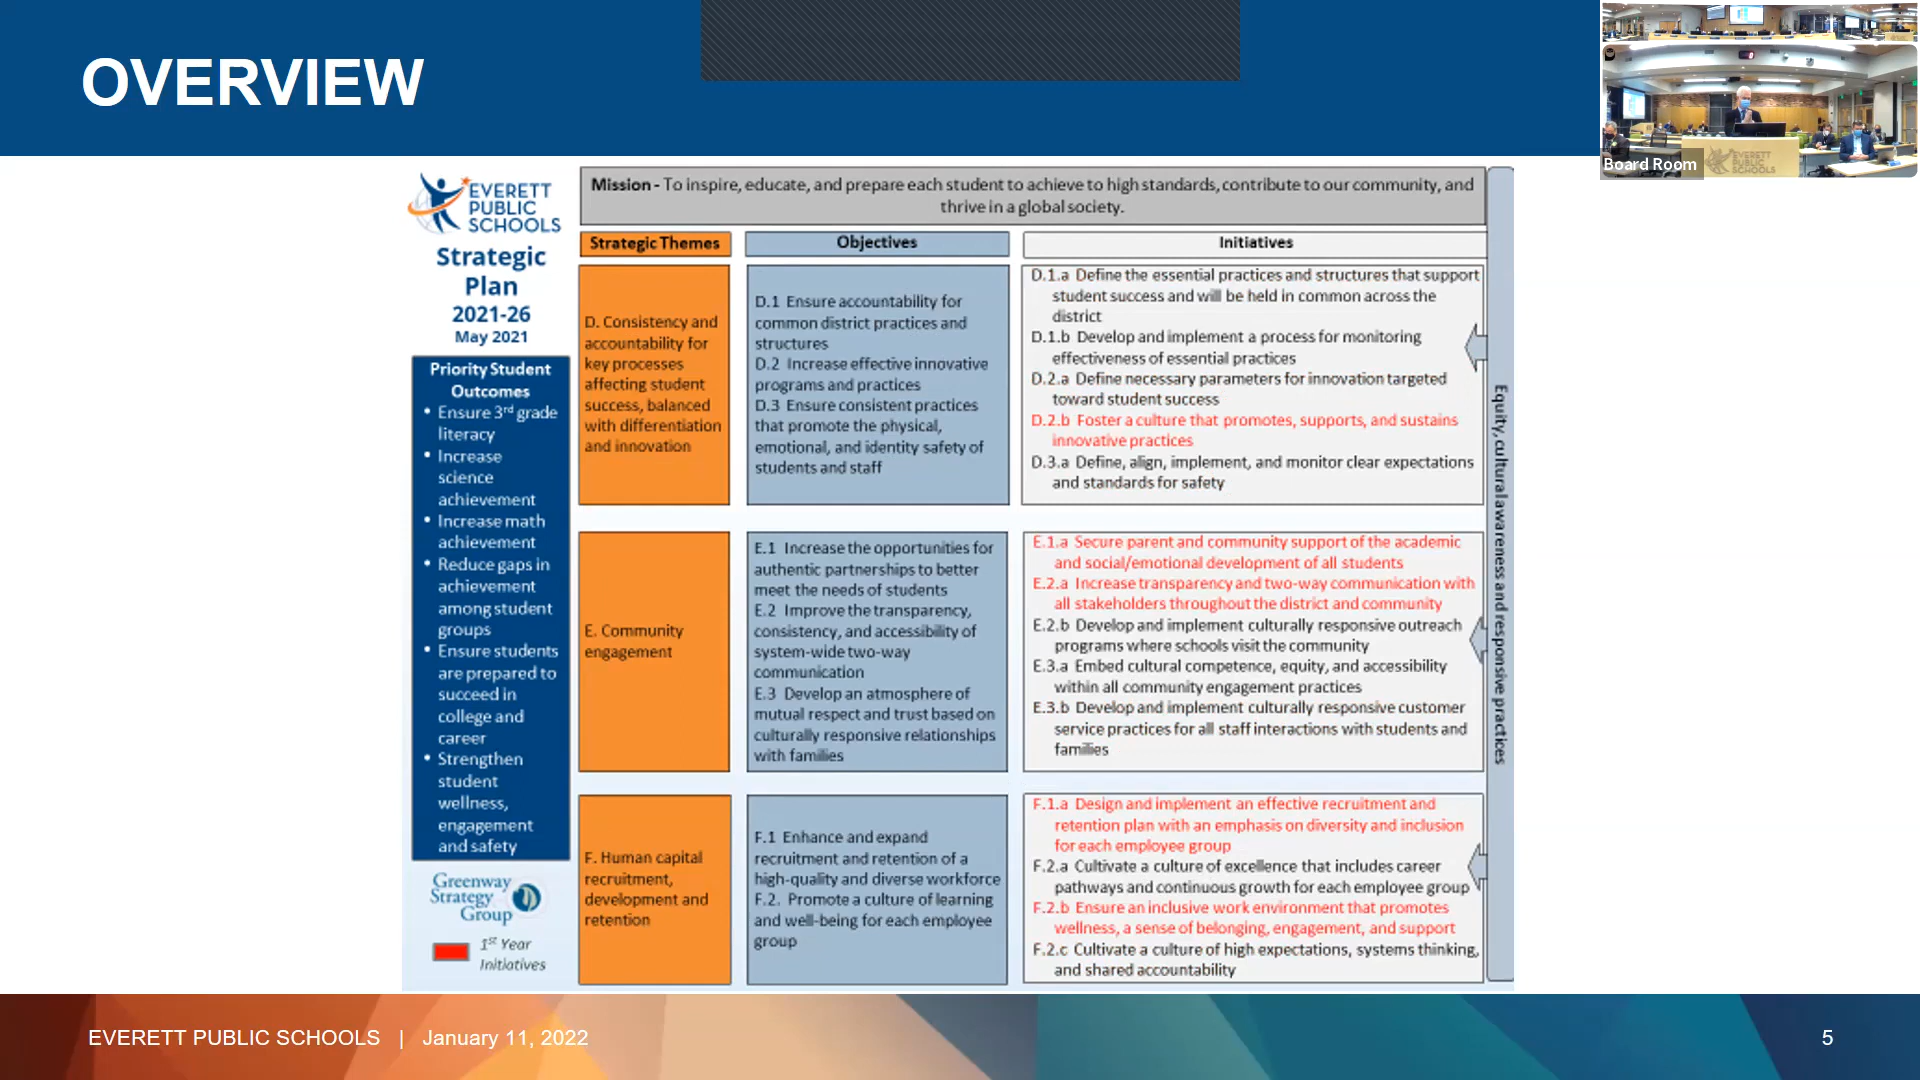 OVERVIEW
Board Room
EVERETT
PUBLIC
SCHOOLS
EVERETT
PUBLIC
SCHOOLS
Strategic
Plan
2021-26
May 2021
Priority Student
Outcomes
• Ensure 3rd grade
literacy
• Increase
science
achievement
• Increase math
achievement
• Reduce gaps in
achievement
among student
groups
• Ensure students
are prepared to
succeed in
college and
career
• Strengthen
student
wellness,
engagement
and safety
Greenway
Strategy
Group
1st Year
Initiatives
Mission - To inspire, educate, and prepare each student to achieve to high standards, contribute to our community, and
thrive in a global society.
Strategic Themes
Objectives
Initiatives
D. Consistency and
accountability for
key processes
affecting student
success, balanced
with differentiation
and innovation
D.1 Ensure accountability for
common district practices and
structures
D.2 Increase effective innovative
programs and practices
D.3 Ensure consistent practices
that promote the physical,
emotional, and identity safety of
students and staff
D.1.a Define the essential practices and structures that support
student success and will be held in common across the
district
D.1.b Develop and implement a process for monitoring
effectiveness of essential practices
D.2.a Define necessary parameters for innovation targeted
toward student success
D.2.b Foster a culture that promotes, supports, and sustains
innovative practices
D.3.a Define, align, implement, and monitor clear expectations
and standards for safety
E. Community
engagement
E.1 Increase the opportunities for
authentic partnerships to better
meet the needs of students
E.2 Improve the transparency,
consistency, and accessibility of
system-wide two-way
communication
E.3 Develop an atmosphere of
mutual respect and trust based on
culturally responsive relationships
with families
E.1.a Secure parent and community support of the academic
and social/emotional development of all students
E.2.a Increase transparency and two-way communication with
all stakeholders throughout the district and community
E.2.b Develop and implement culturally responsive outreach
programs where schools visit the community
E.3.a Embed cultural competence, equity, and accessibility
within all community engagement practices
E.3.b Develop and implement culturally responsive customer
service practices for all staff interactions with students and
families
F. Human capital
recruitment,
development and
retention
F.1 Enhance and expand
recruitment and retention of a
high-quality and diverse workforce
F.2. Promote a culture of learning
and well-being for each employee
group
F.1.a Design and implement an effective recruitment and
retention plan with an emphasis on diversity and inclusion
for each employee group
F.2.a Cultivate a culture of excellence that includes career
pathways and continuous growth for each employee group
F.2.b Ensure an inclusive work environment that promotes
wellness, a sense of belonging, engagement, and support
F.2.c Cultivate a culture of high expectations, systems thinking,
and shared accountability
Equity, cultural awareness and responsive practices
EVERETT PUBLIC SCHOOLS | January 11, 2022
5